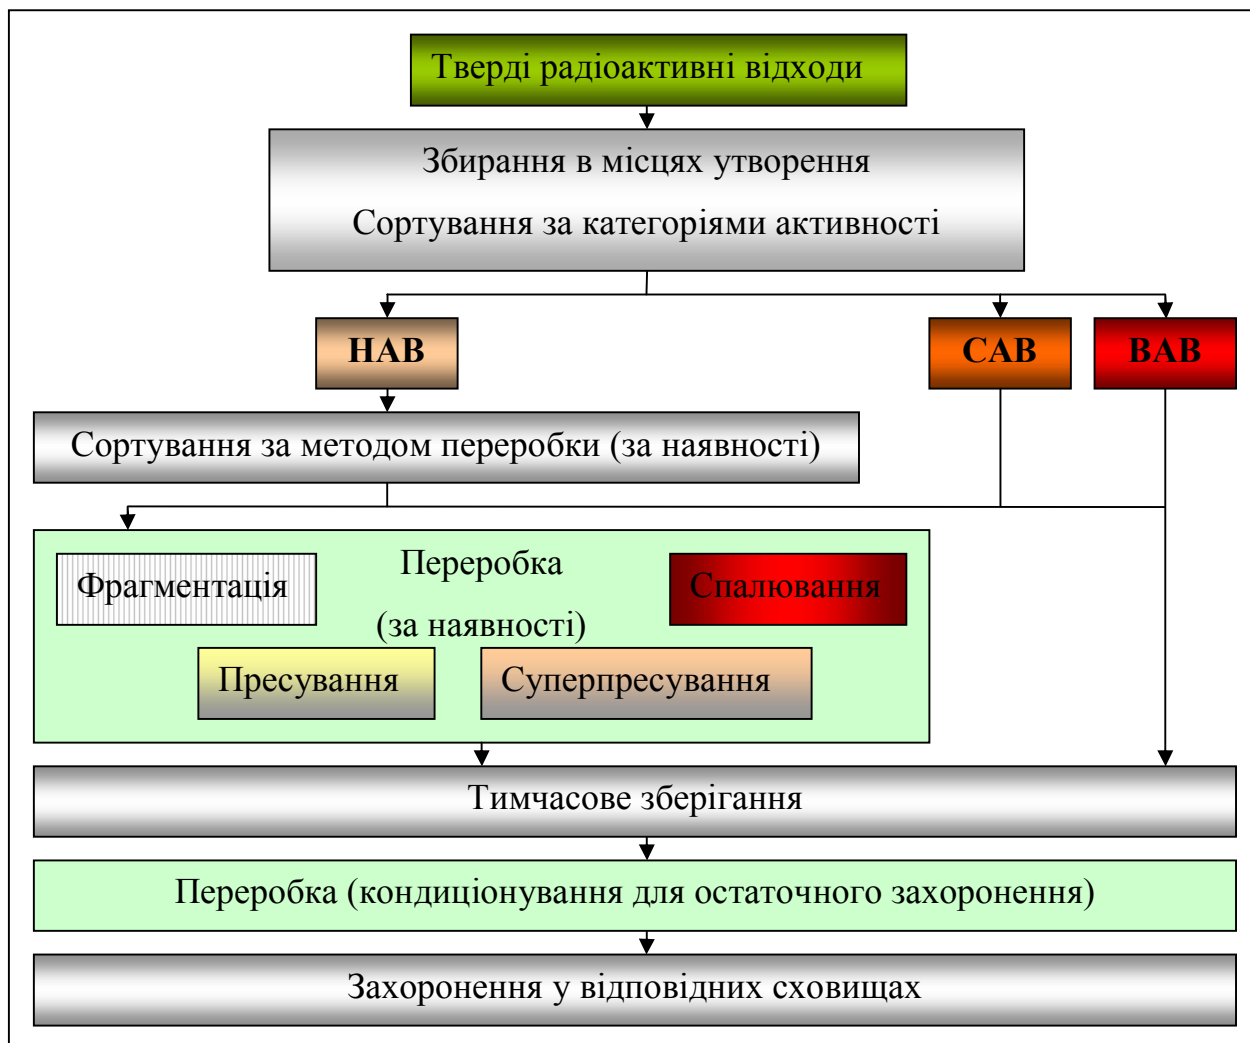 Тверді радіоактивні відходи
Збирання в місцях утворення
Сортування за категоріями активності
НАВ
САВ
ВАВ
Сортування за методом переробки (за наявності)
Переробка
(за наявності)
Фрагментація
Спалювання
Пресування
Суперпресування
Тимчасове зберігання
Переробка (кондиціонування для остаточного захоронення)
Захоронення у відповідних сховищах